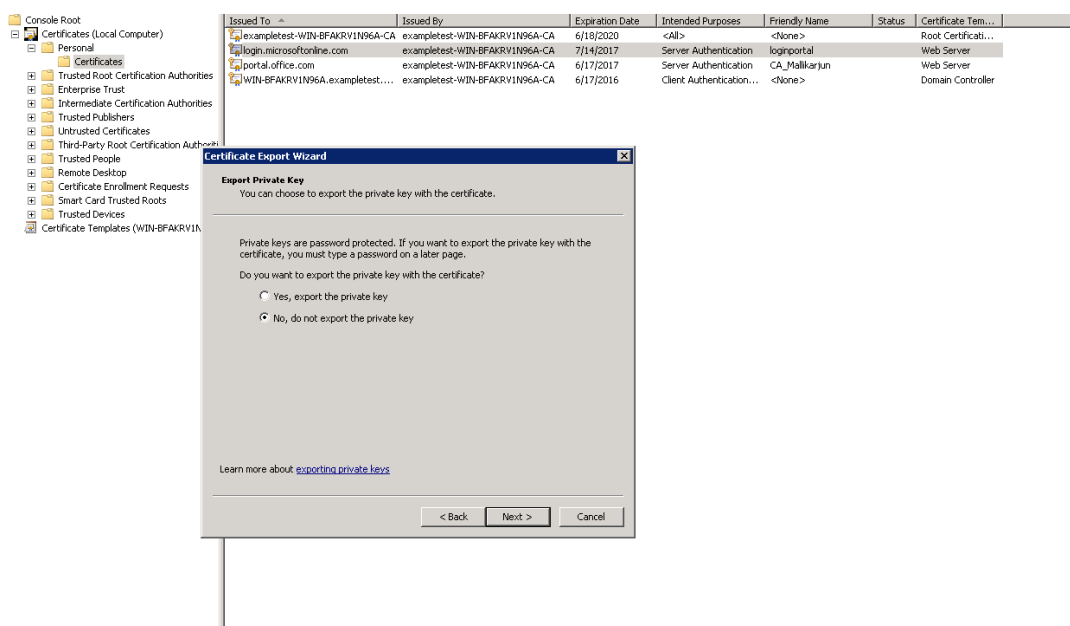 Console Root
Certificates (Local Computer)
Personal
Certificates
Trusted Root Certification Authorities
Enterprise Trust
Intermediate Certification Authorities
Trusted Publishers
Untrusted Certificates
Third-Party Root Certification Authoriti
Trusted People
Remote Desktop
Certificate Enrollment Requests
Smart Card Trusted Roots
Trusted Devices
Certificate Templates (WIN-BFAKRV1N
Issued To Issued By Expiration Date Intended Purposes Friendly Name Status Certificate Tem...
exampletest-WIN-BFAKRV1N96A-CA exampletest-WIN-BFAKRV1N96A-CA 6/18/2020 <All> <None> Root Certificati...
login.microsoftonline.com exampletest-WIN-BFAKRV1N96A-CA 7/14/2017 Server Authentication loginportal Web Server
portal.office.com exampletest-WIN-BFAKRV1N96A-CA 6/17/2017 Server Authentication CA_Mallikarjun Web Server
WIN-BFAKRV1N96A.exampletest.... exampletest-WIN-BFAKRV1N96A-CA 6/17/2016 Client Authentication... <None> Domain Controller
Certificate Export Wizard
Export Private Key
You can choose to export the private key with the certificate.
Private keys are password protected. If you want to export the private key with the
certificate, you must type a password on a later page.
Do you want to export the private key with the certificate?
Yes, export the private key
No, do not export the private key
Learn more about exporting private keys
< Back Next > Cancel